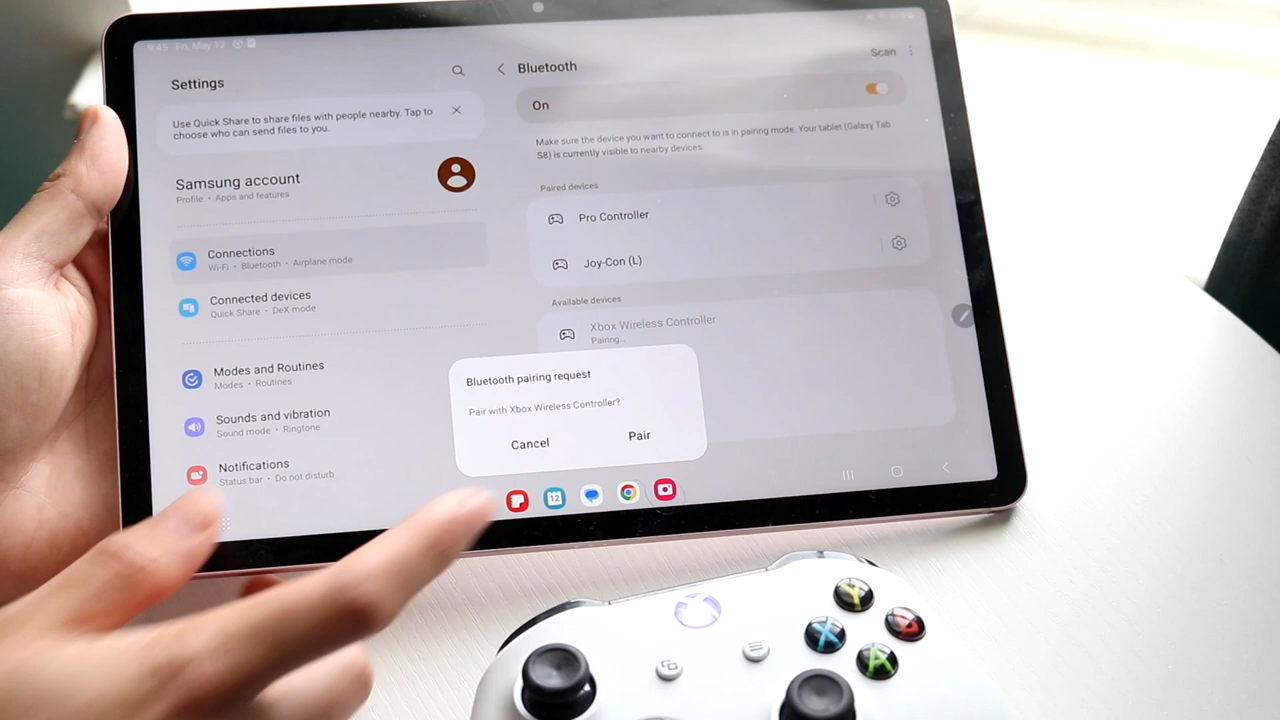 9:45 Fri, May 12
Settings
Use Quick Share to share files with people nearby. Tap to
choose who can send files to you.
Samsung account
Profile • Apps and features
Connections
Wi-Fi • Bluetooth • Airplane mode
Connected devices
Quick Share • DeX mode
Modes and Routines
Modes • Routines
Sounds and vibration
Sound mode • Ringtone
Notifications
Status bar • Do not disturb
Bluetooth
Scan
On
Make sure the device you want to connect to is in pairing mode. Your tablet (Galaxy Tab
S8) is currently visible to nearby devices.
Paired devices
Pro Controller
Joy-Con (L)
Available devices
Xbox Wireless Controller
Pairing...
Bluetooth pairing request
Pair with Xbox Wireless Controller?
Cancel
Pair
12
Y
X
B
A